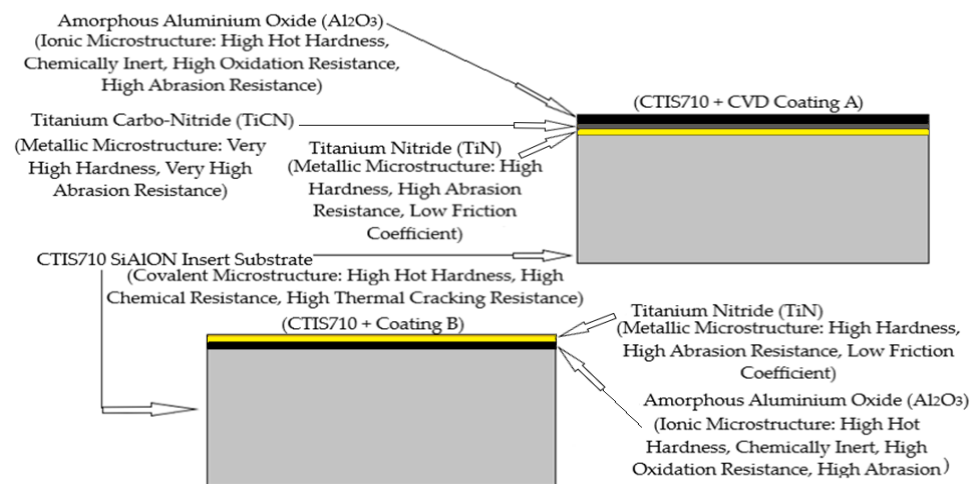 Amorphous Aluminium Oxide (Al2O3)
(Ionic Microstructure: High Hot Hardness,
Chemically Inert, High Oxidation Resistance,
High Abrasion Resistance)
(CTIS710 + CVD Coating A)
Titanium Carbo-Nitride (TiCN)
(Metallic Microstructure: Very
High Hardness, Very High
Abrasion Resistance)
Titanium Nitride (TiN)
(Metallic Microstructure: High
Hardness, High Abrasion
Resistance, Low Friction
Coefficient)
CTIS710 SiAlON Insert Substrate
(Covalent Microstructure: High Hot Hardness, High
Chemical Resistance, High Thermal Cracking Resistance)
(CTIS710 + Coating B)
Titanium Nitride (TiN)
(Metallic Microstructure: High Hardness,
High Abrasion Resistance, Low Friction
Coefficient)
Amorphous Aluminium Oxide (Al2O3)
(Ionic Microstructure: High Hot
Hardness, Chemically Inert, High
Oxidation Resistance, High Abrasion)